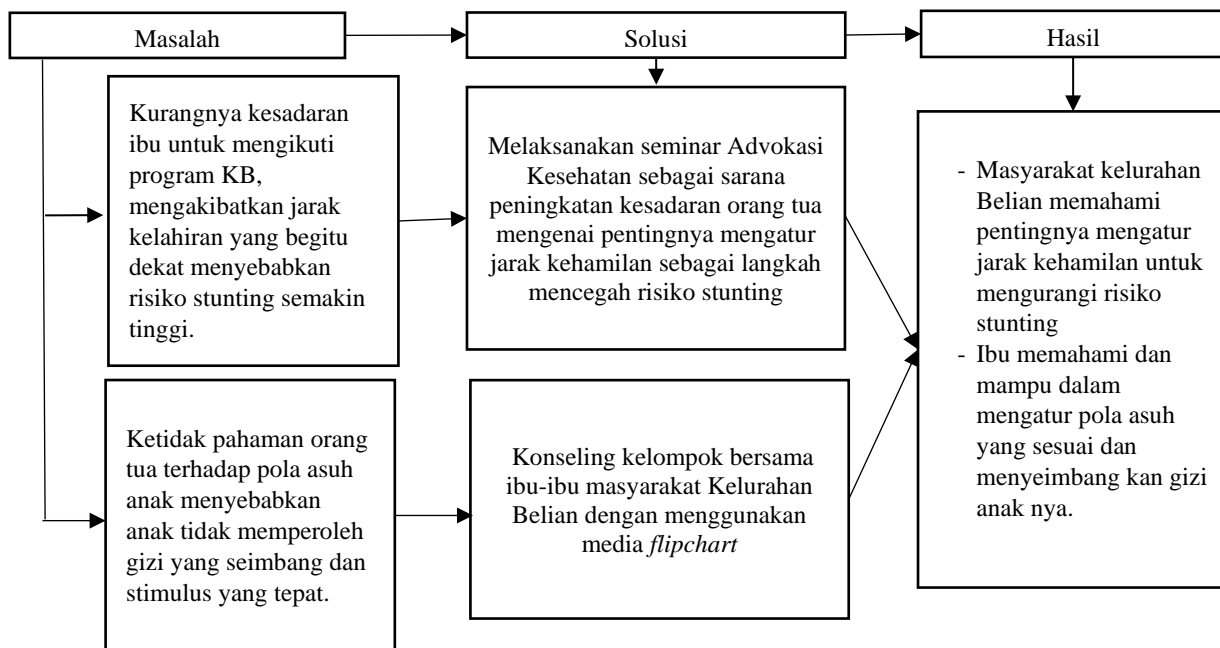 Masalah
Solusi
Hasil
Kurangnya kesadaran
ibu untuk mengikuti
program KB,
mengakibatkan jarak
kelahiran yang begitu
dekat menyebabkan
risiko stunting semakin
tinggi.
Melaksanakan seminar Advokasi
Kesehatan sebagai sarana
peningkatan kesadaran orang tua
mengenai pentingnya mengatur
jarak kehamilan sebagai langkah
mencegah risiko stunting
- Masyarakat kelurahan
Belian memahami
pentingnya mengatur
jarak kehamilan untuk
mengurangi risiko
stunting
- Ibu memahami dan
mampu dalam
mengatur pola asuh
yang sesuai dan
menyeimbang kan gizi
anak nya.
Ketidak pahaman orang
tua terhadap pola asuh
anak menyebabkan
anak tidak memperoleh
gizi yang seimbang dan
stimulus yang tepat.
Konseling kelompok bersama
ibu-ibu masyarakat Kelurahan
Belian dengan menggunakan
media flipchart